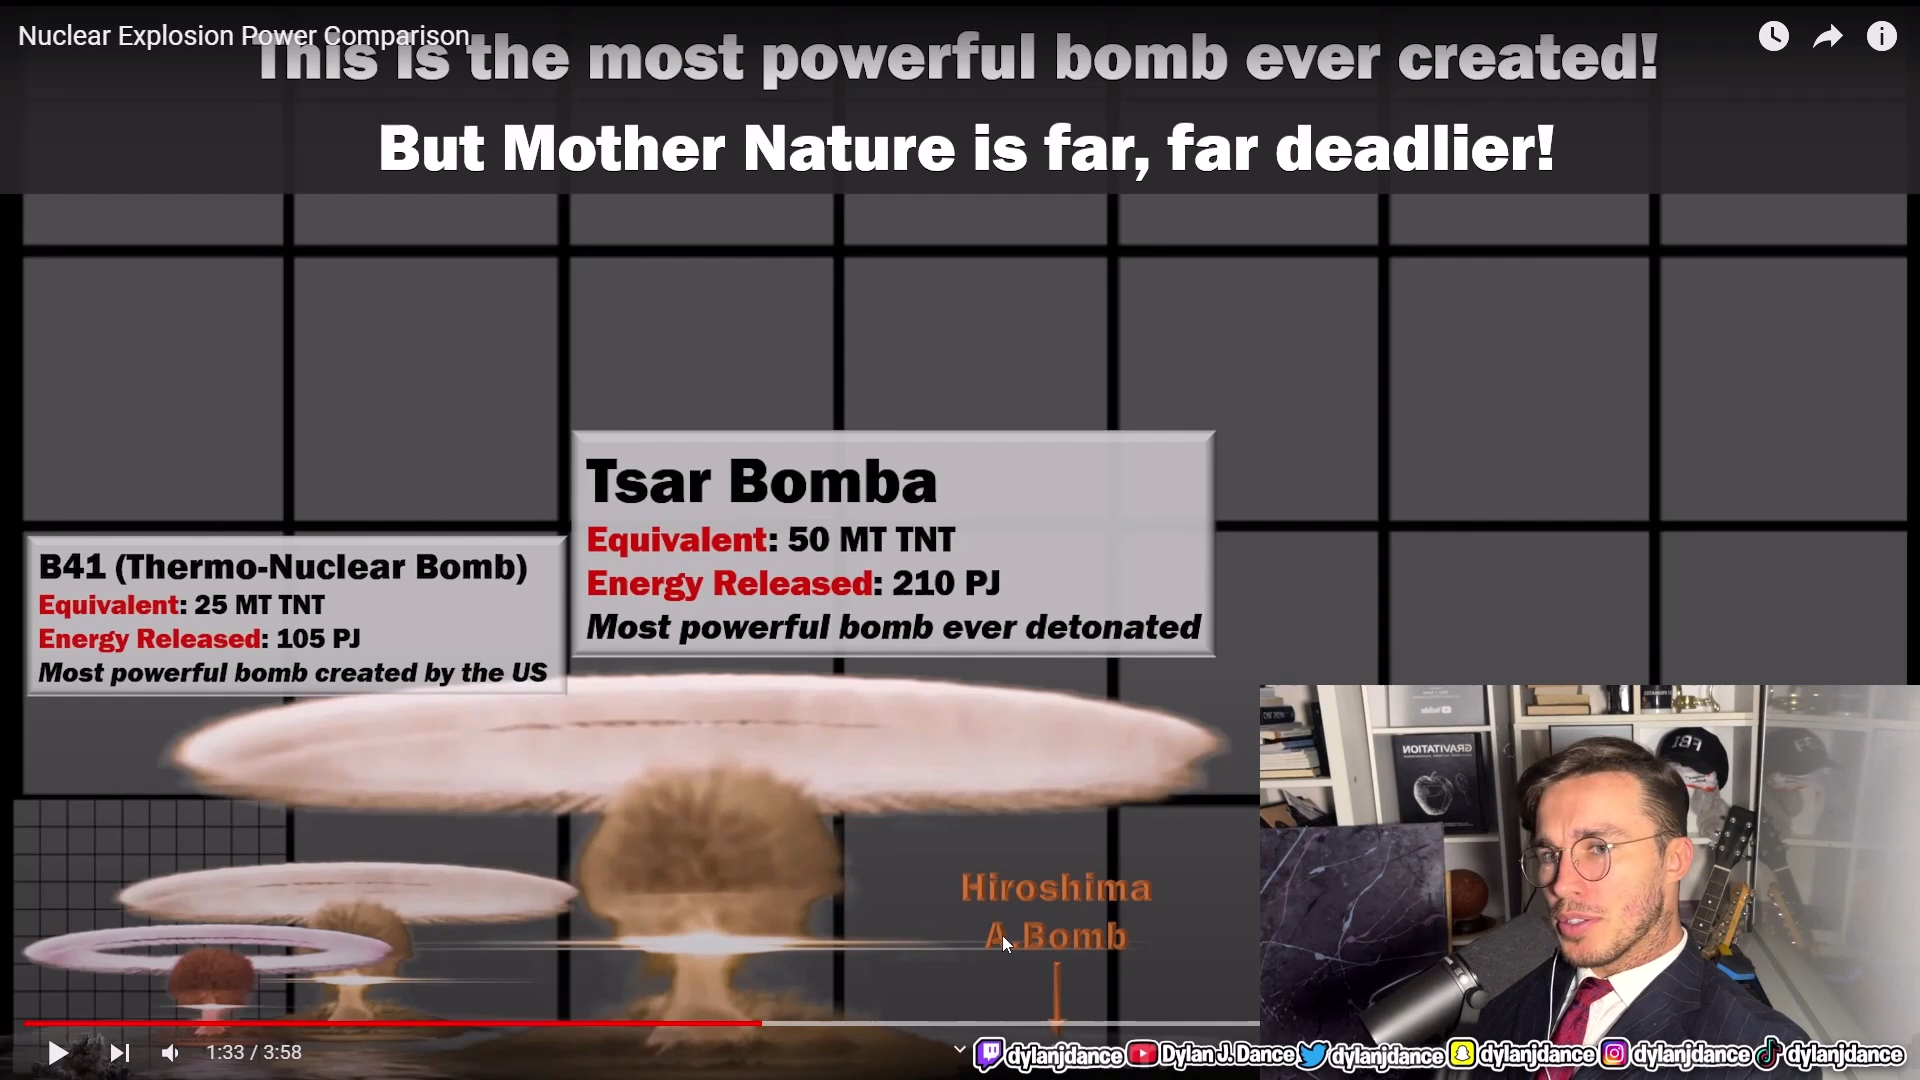 Nuclear Explosion Power Comparison
This is the most powerful bomb ever created!
But Mother Nature is far, far deadlier!
Tsar Bomba
Equivalent: 50 MT TNT
Energy Released: 210 PJ
Most powerful bomb ever detonated
B41 (Thermo-Nuclear Bomb)
Equivalent: 25 MT TNT
Energy Released: 105 PJ
Most powerful bomb created by the US
Hiroshima
A.Bomb
GRAVITATION
FBI
1:33 / 3:58
dylanjdance Dylan J. Dance dylanjdance dylanjdance dylanjdance dylanjdance